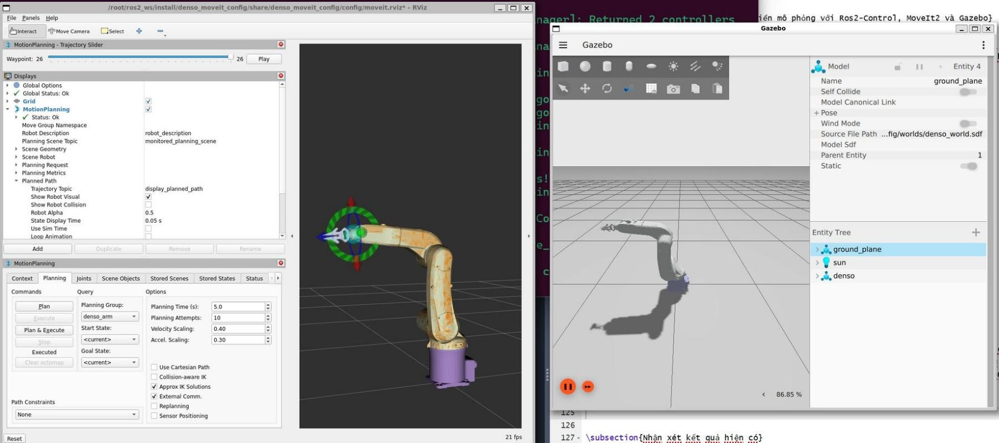 /root/ros2_ws/install/denso_moveit_config/share/denso_moveit_config/config/moveit.rviz* - RViz
File Panels Help
Interact Move Camera Select
MotionPlanning - Trajectory Slider
Waypoint: 26 26 Play
Displays
Global Options
Global Status: Ok
Grid
MotionPlanning
Status: Ok
Move Group Namespace
Robot Description robot_description
Planning Scene Topic monitored_planning_scene
Scene Geometry
Scene Robot
Planning Request
Planning Metrics
Planned Path
Trajectory Topic display_planned_path
Show Robot Visual
Show Robot Collision
Robot Alpha 0.5
State Display Time 0.05 s
Use Sim Time
Loop Animation
Add Duplicate Remove Rename
MotionPlanning
Context Planning Joints Scene Objects Stored Scenes Stored States Status
Commands Query Options
Plan
Execute
Plan & Execute
Stop
Executed
Clear octomap
Planning Group:
denso_arm
Start State:
<current>
Goal State:
<current>
Planning Time (s): 5.0
Planning Attempts: 10
Velocity Scaling: 0.40
Accel. Scaling: 0.30
Use Cartesian Path
Collision-aware IK
Approx IK Solutions
External Comm.
Replanning
Sensor Positioning
Path Constraints
None
Reset
21 fps
nager]: Returned 2 controllers
na
in
go
go
in
in
s!
in
Co
e_
c
iển mô phỏng với Ros2-Control, MoveIt2 và Gazebo}
Gazebo
Gazebo
Model Entity 4
Name ground_plane
Self Collide
Model Canonical Link
+ Pose
Wind Mode
Source File Path ...fig/worlds/denso_world.sdf
Model Sdf
Parent Entity 1
Static
Entity Tree
ground_plane
sun
denso
86.85 %
125
126
127 \subsection{Nhận xét kết quả hiện có}